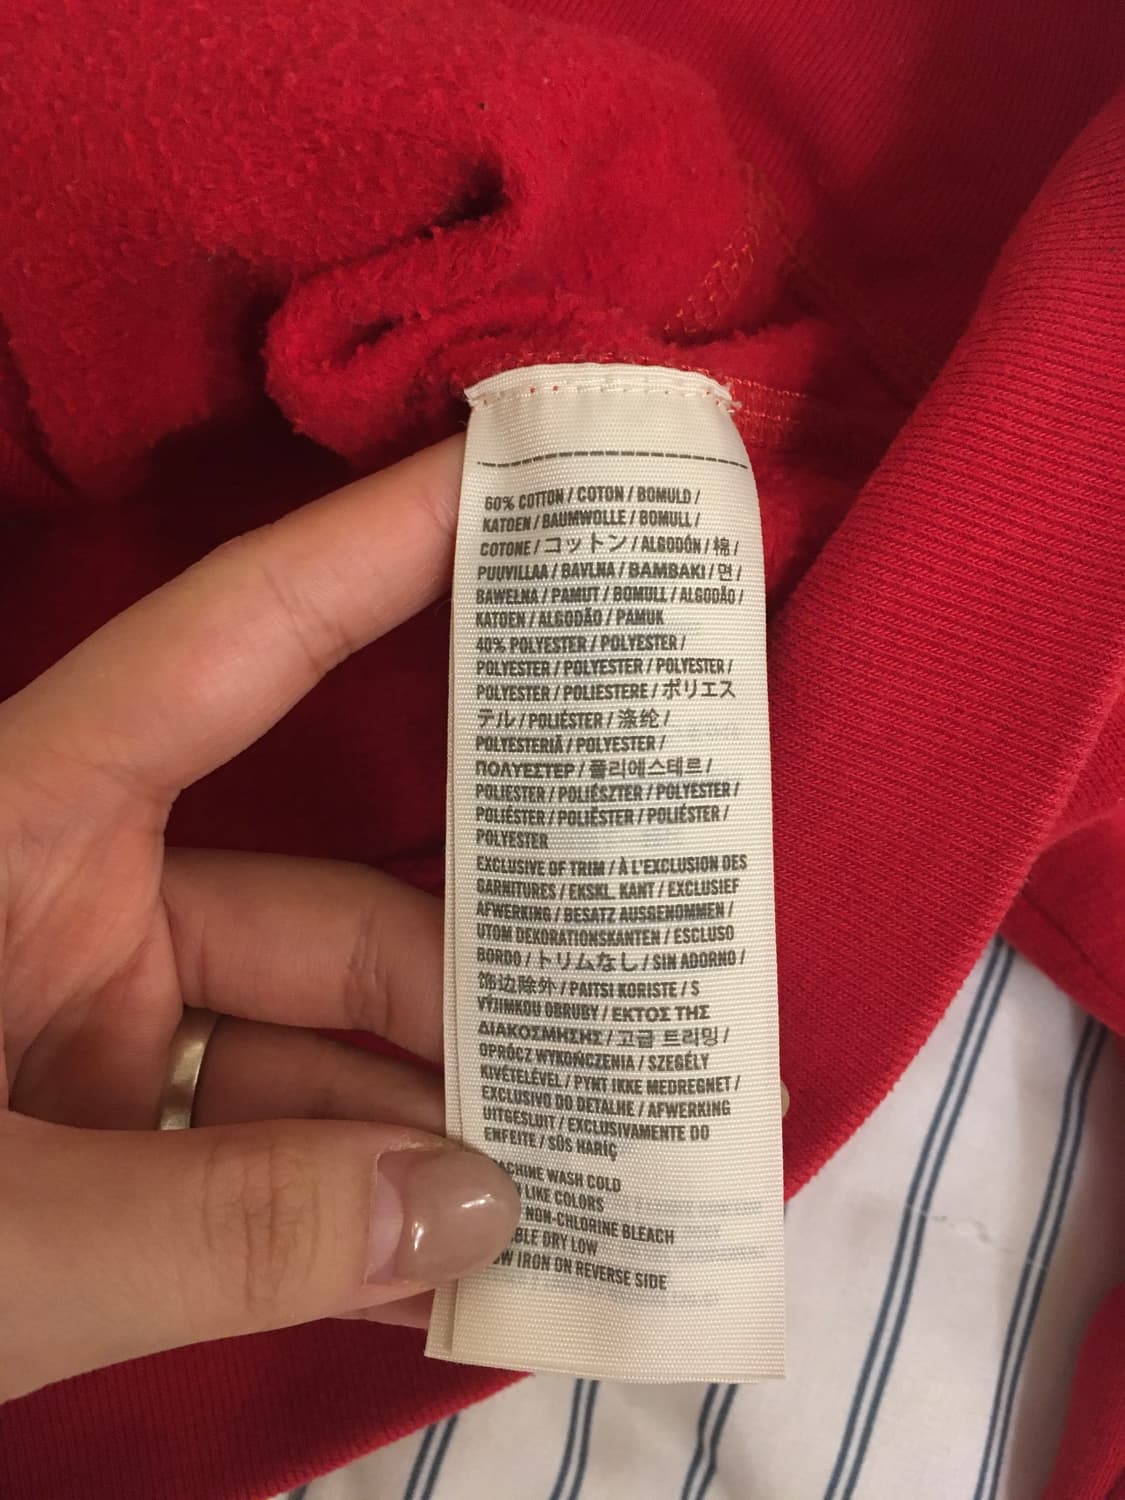 60% COTTON / COTON / BOMULD /
KATOEN / BAUMWOLLE / BOMULL /
COTONE / コットン / ALGODÓN / 棉 /
PUUVILLAA / BAVLNA / BAMBAKI / 면 /
BAWEŁNA / PAMUT / BOMULL / ALGODÃO /
KATOEN / ALGODÃO / PAMUK
40% POLYESTER / POLYESTER /
POLYESTER / POLYESTER / POLYESTER /
POLYESTER / POLIESTERE / ポリエス
テル / POLIÉSTER / 涤纶 /
POLYESTERIÄ / POLYESTER /
ΠΟΛΥΕΣΤΕΡ / 폴리에스테르 /
POLIESTER / POLIÉSZTER / POLYESTER /
POLIÉSTER / POLIËSTER / POLIÉSTER /
POLYESTER
EXCLUSIVE OF TRIM / À L'EXCLUSION DES
GARNITURES / EKSKL. KANT / EXCLUSIEF
AFWERKING / BESATZ AUSGENOMMEN /
UTOM DEKORATIONSKANTEN / ESCLUSO
BORDO / トリムなし / SIN ADORNO /
饰边除外 / PAITSI KORISTE / S
VÝJIMKOU OBRUBY / ΕΚΤΟΣ ΤΗΣ
ΔΙΑΚΟΣΜΗΣΗΣ / 고급 트리밍 /
OPRÓCZ WYKOŃCZENIA / SZEGÉLY
KIVÉTELÉVEL / PYNT IKKE MEDREGNET /
EXCLUSIVO DO DETALHE / AFWERKING
UITGESLUIT / EXCLUSIVAMENTE DO
ENFEITE / SÜS HARİÇ
ACHINE WASH COLD
LIKE COLORS
NON-CHLORINE BLEACH
BLE DRY LOW
OW IRON ON REVERSE SIDE